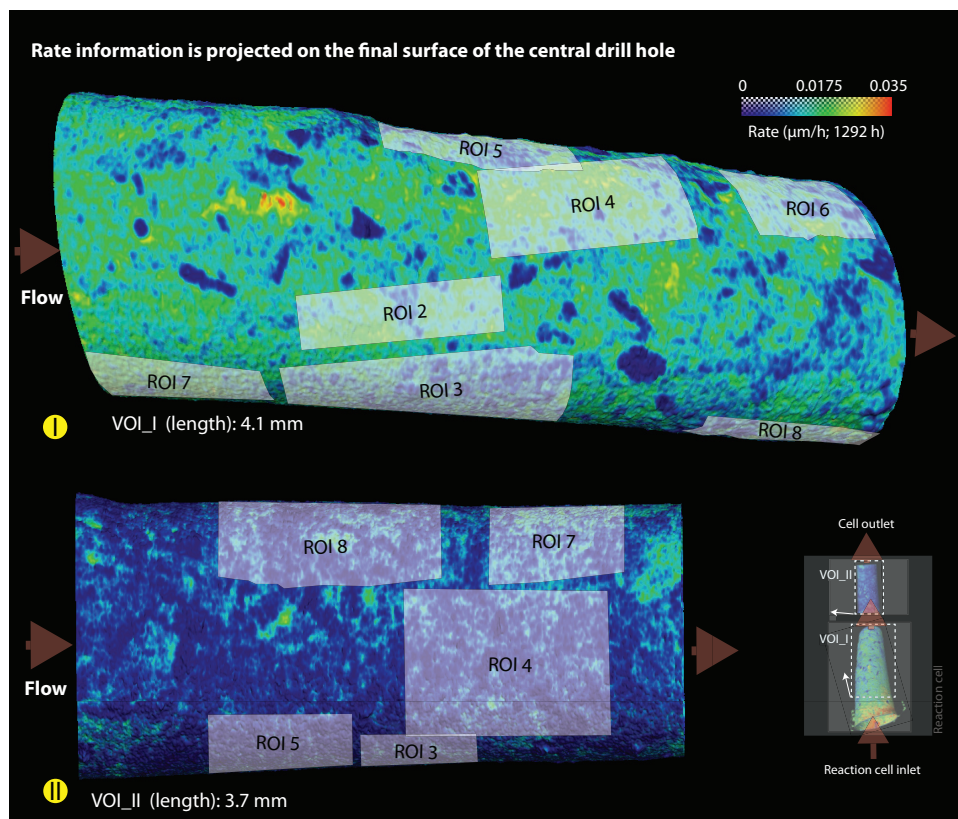 Rate information is projected on the final surface of the central drill hole
0 0.0175 0.035
Rate (µm/h; 1292 h)
ROI 5
ROI 4
ROI 6
Flow
ROI 2
ROI 7
ROI 3
ROI 8
I
VOI_I (length): 4.1 mm
ROI 8
ROI 7
ROI 4
Flow
ROI 5
ROI 3
II
VOI_II (length): 3.7 mm
Cell outlet
VOI_II
VOI_I
Reaction cell
Reaction cell inlet